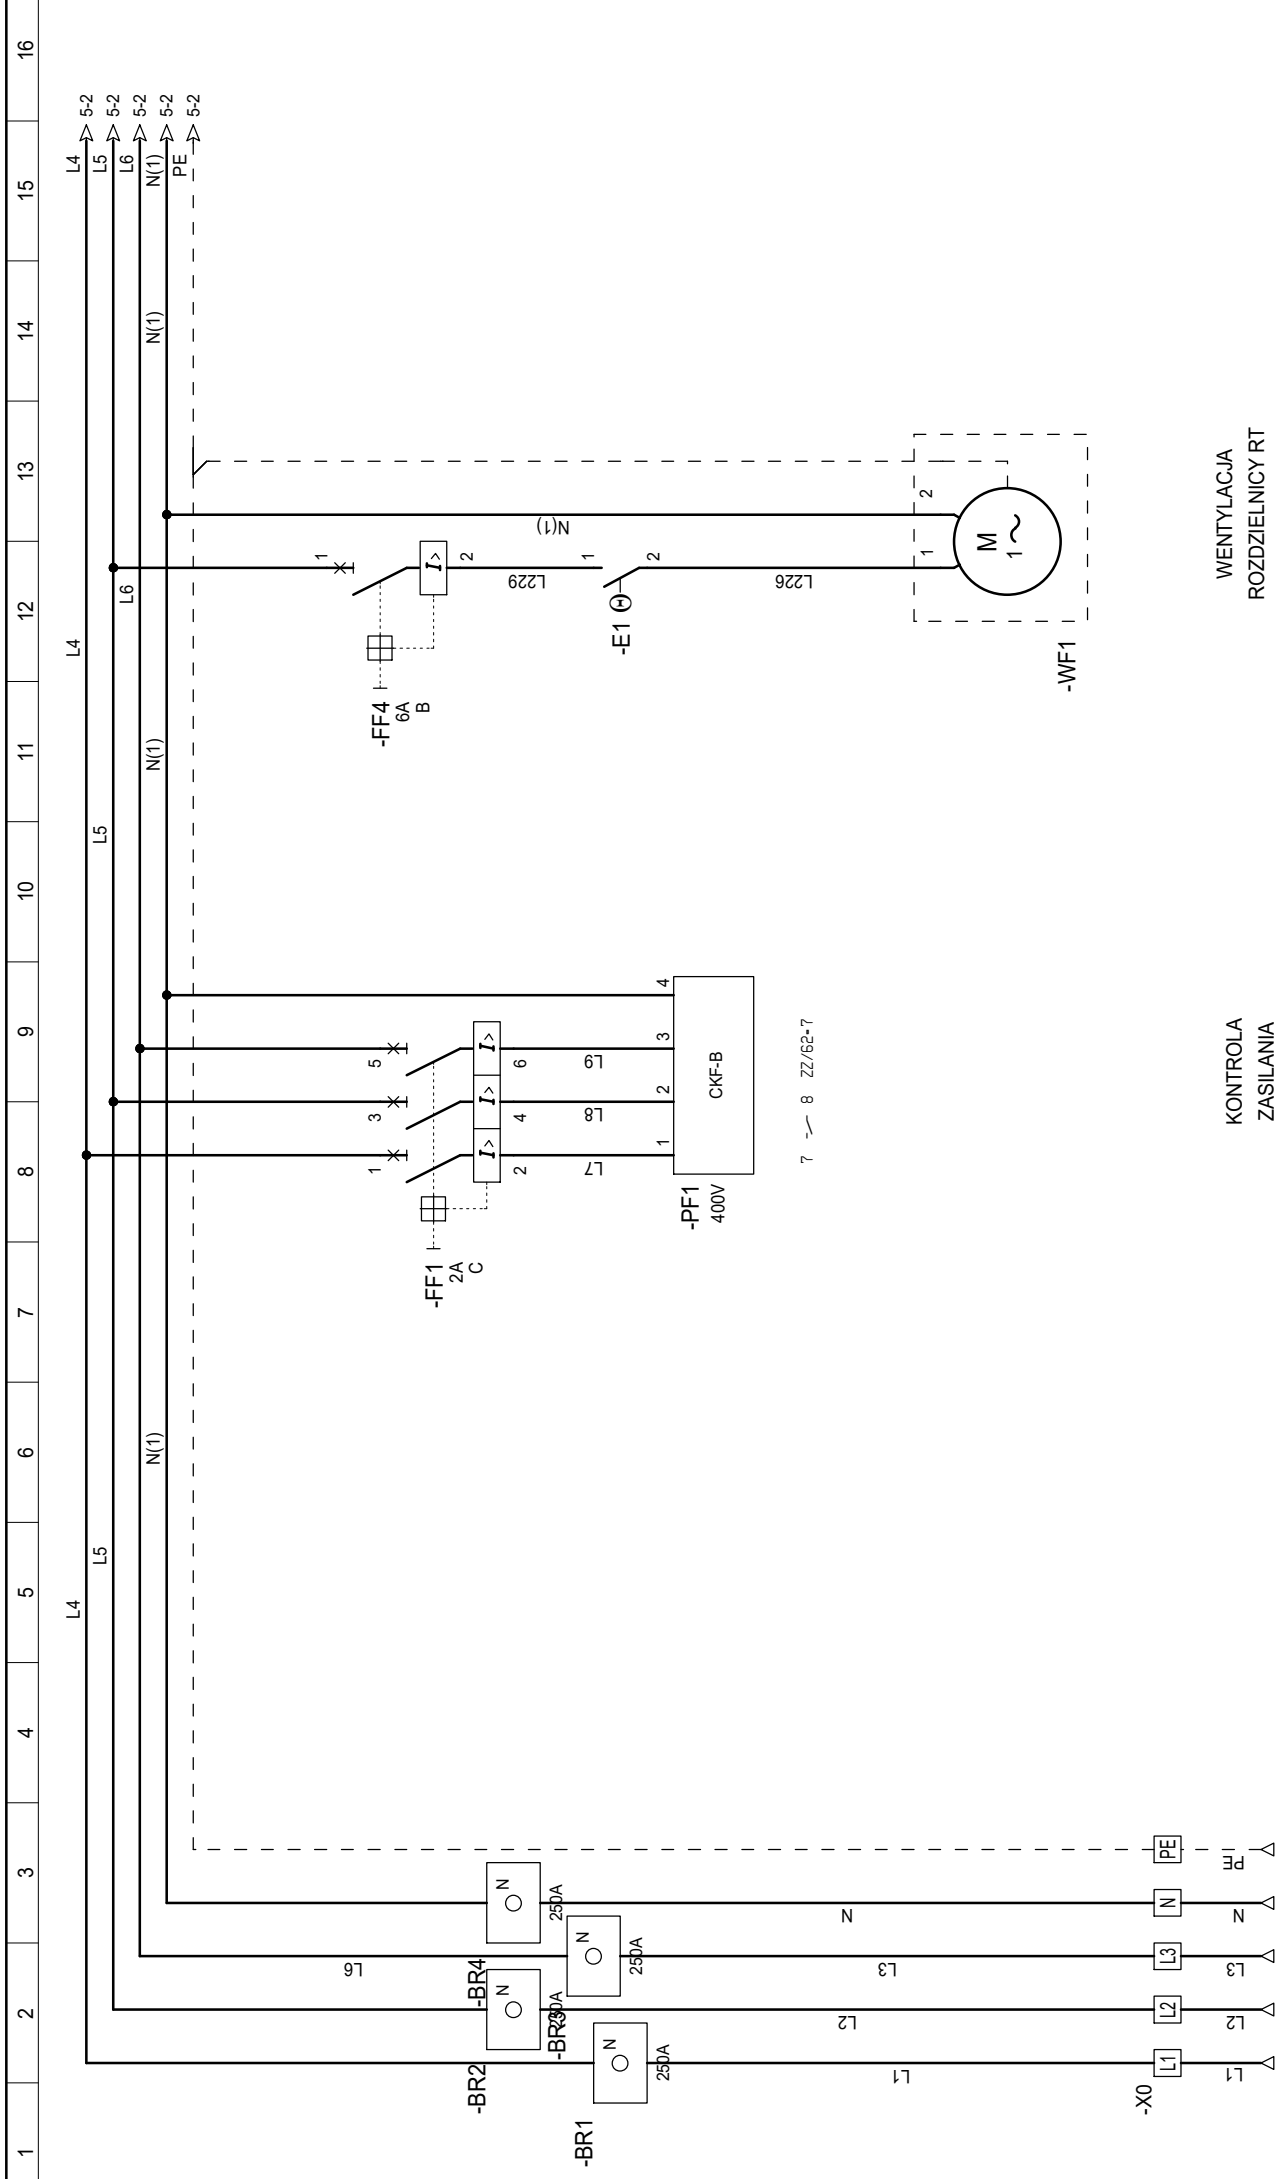 1 2 3 4 5 6 7 8 9 10 11 12 13 14 15 16
L4 L4 L4 5-2
L5 L5 L5 5-2
L6 L6 5-2
N(1) N(1) N(1) N(1) 5-2
PE 5-2
L6
-BR1
N
250A
-BR2
N
250A
-BR3
N
250A
-BR4
N
250A
L1 L2 L3 N
-X0
L1 L2 L3 N PE
L1 L2 L3 N PE
-FF1
2A
C
1 3 5
I> I> I>
2 4 6
L7 L8 L9
1 2 3 4
-PF1
400V
CKF-B
7 8 ZZ/62-7
KONTROLA
ZASILANIA
-FF4
6A
B
1
I>
2
L229
N(1)
-E1
1
2
L226
1 2
-WF1
M
1~
WENTYLACJA
ROZDZIELNICY RT